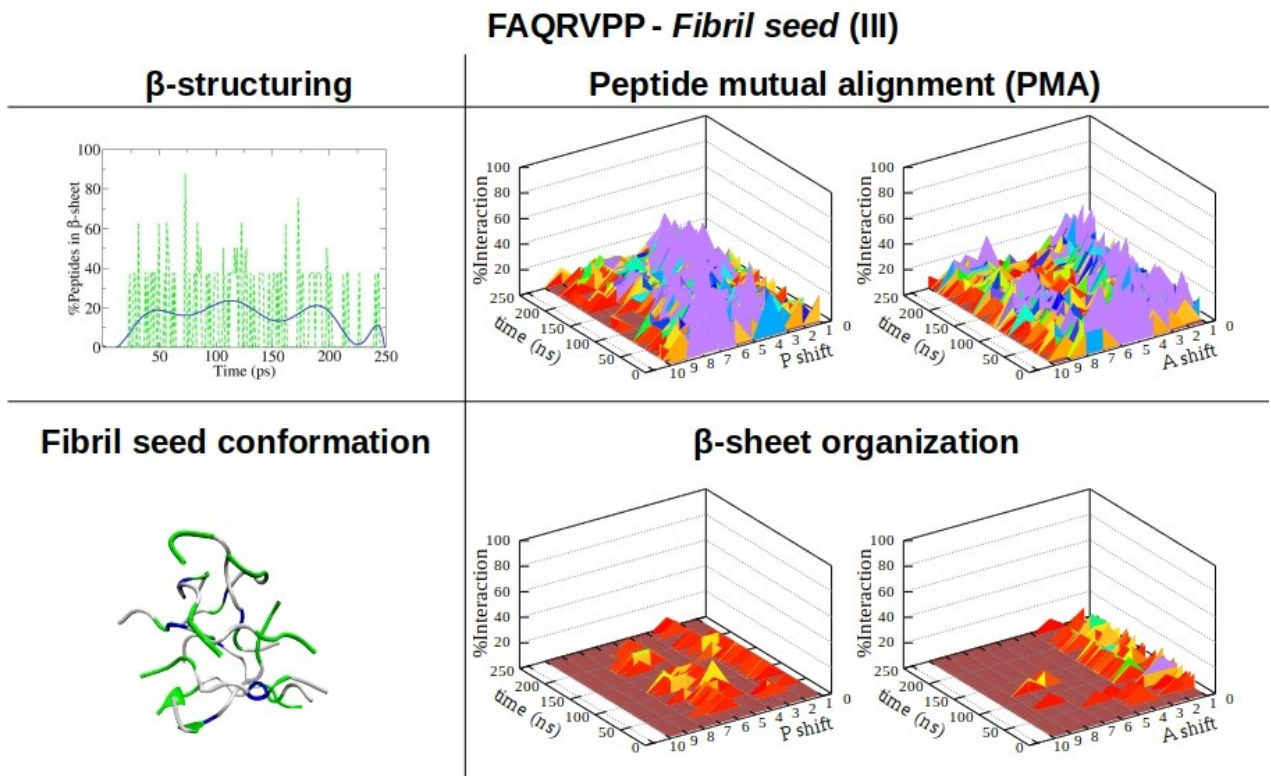 FAQRVPP - Fibril seed (III)
β-structuring
Peptide mutual alignment (PMA)
%Peptides in β-sheet
100
80
60
40
20
0
50
100
150
200
250
Time (ps)
%Interaction
100
80
60
40
20
250
200
150
100
50
0
time (ns)
10 9 8 7 6 5 4 3 2 1 0
P shift
%Interaction
100
80
60
40
20
250
200
150
100
50
0
time (ns)
10 9 8 7 6 5 4 3 2 1 0
A shift
Fibril seed conformation
β-sheet organization
%Interaction
100
80
60
40
20
250
200
150
100
50
0
time (ns)
10 9 8 7 6 5 4 3 2 1 0
P shift
%Interaction
100
80
60
40
20
250
200
150
100
50
0
time (ns)
10 9 8 7 6 5 4 3 2 1 0
A shift